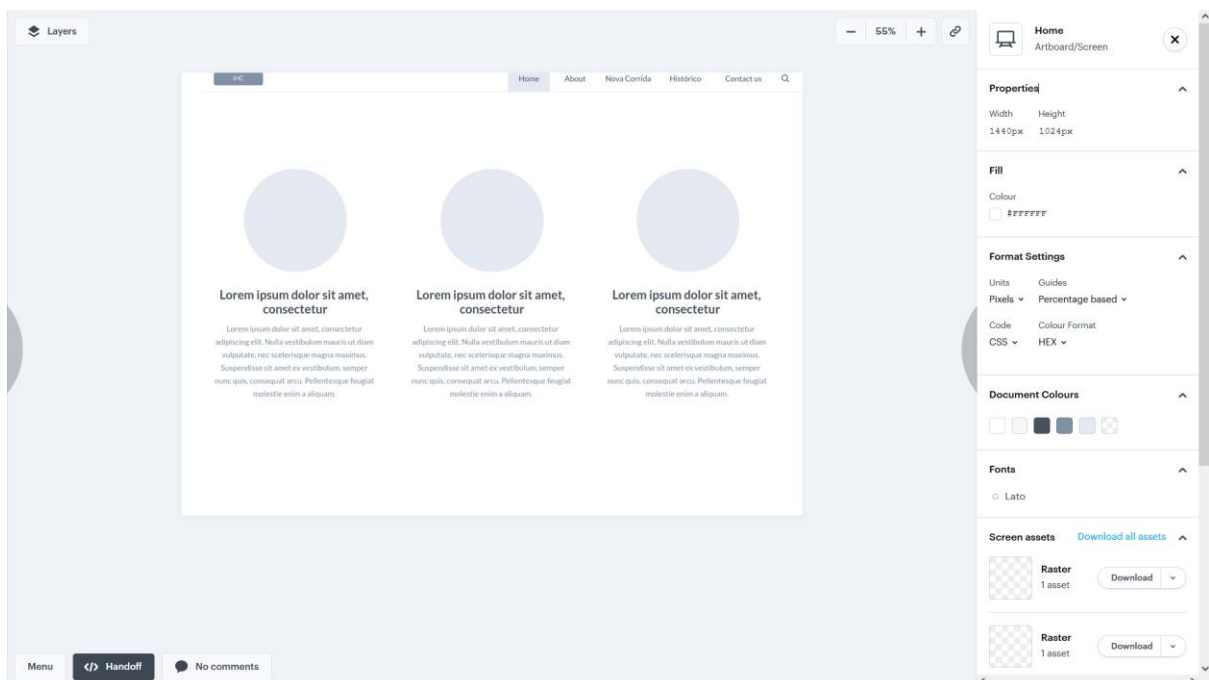 Layers
55%
IHC
Home About Nova Corrida Histórico Contact us
Lorem ipsum dolor sit amet,
consectetur
Lorem ipsum dolor sit amet, consectetur
adipiscing elit. Nulla vestibulum mauris ut diam
vulputate, nec scelerisque magna maximus.
Suspendisse sit amet ex vestibulum, semper
nunc quis, consequat arcu. Pellentesque feugiat
molestie enim a aliquam.
Lorem ipsum dolor sit amet,
consectetur
Lorem ipsum dolor sit amet, consectetur
adipiscing elit. Nulla vestibulum mauris ut diam
vulputate, nec scelerisque magna maximus.
Suspendisse sit amet ex vestibulum, semper
nunc quis, consequat arcu. Pellentesque feugiat
molestie enim a aliquam.
Lorem ipsum dolor sit amet,
consectetur
Lorem ipsum dolor sit amet, consectetur
adipiscing elit. Nulla vestibulum mauris ut diam
vulputate, nec scelerisque magna maximus.
Suspendisse sit amet ex vestibulum, semper
nunc quis, consequat arcu. Pellentesque feugiat
molestie enim a aliquam.
Menu </> Handoff No comments
Home
Artboard/Screen
Properties
Width Height
1440px 1024px
Fill
Colour
#FFFFFF
Format Settings
Units Guides
Pixels Percentage based
Code Colour Format
CSS HEX
Document Colours
Fonts
Lato
Screen assets Download all assets
Raster
1 asset
Download
Raster
1 asset
Download